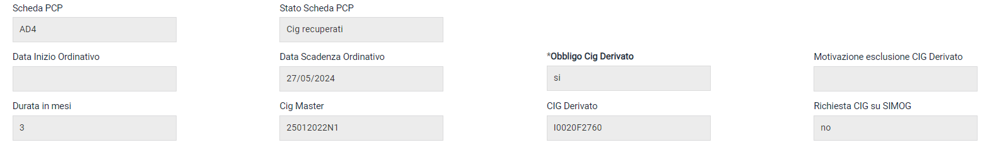 Scheda PCP
Stato Scheda PCP
AD4
Cig recuperati
Data Inizio Ordinativo
Data Scadenza Ordinativo
*Obbligo Cig Derivato
Motivazione esclusione CIG Derivato
27/05/2024
si
Durata in mesi
Cig Master
CIG Derivato
Richiesta CIG su SIMOG
3
25012022N1
I0020F2760
no